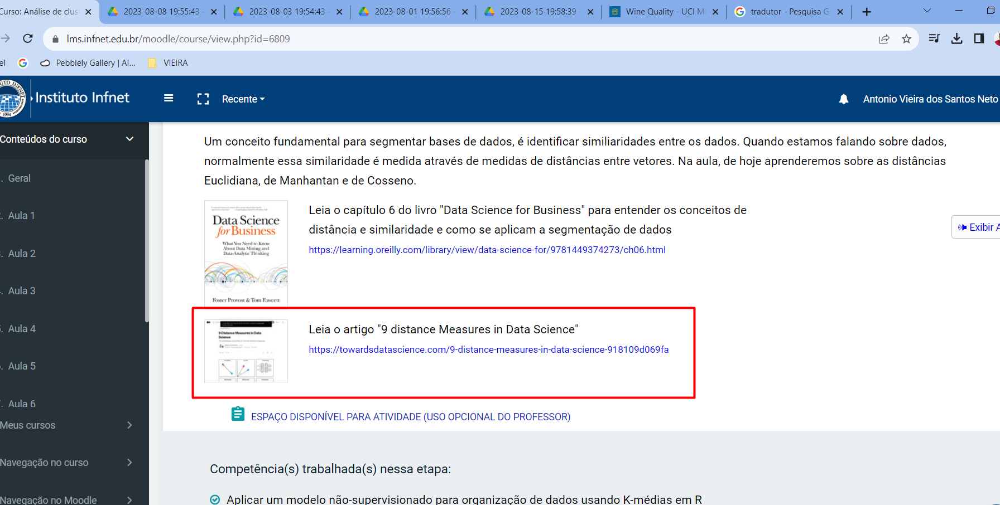 Curso: Análise de clus
2023-08-08 19:55:43 -
2023-08-03 19:54:43 -
2023-08-01 19:56:56 -
2023-08-15 19:58:39 -
Wine Quality - UCI Ma
tradutor - Pesquisa Go
lms.infnet.edu.br/moodle/course/view.php?id=6809
el
Pebblely Gallery | AI...
VIEIRA
1994
Instituto Infnet
Recente
Antonio Vieira dos Santos Neto
Conteúdos do curso
. Geral
. Aula 1
. Aula 2
. Aula 3
. Aula 4
. Aula 5
. Aula 6
Meus cursos
Navegação no curso
Navegação no Moodle
Um conceito fundamental para segmentar bases de dados, é identificar similiaridades entre os dados. Quando estamos falando sobre dados,
normalmente essa similaridade é medida através de medidas de distâncias entre vetores. Na aula, de hoje aprenderemos sobre as distâncias
Euclidiana, de Manhantan e de Cosseno.
Data Science
for Business
What You Need to Know
About Data Mining and
Data-Analytic Thinking
Foster Provost & Tom Fawcett
Leia o capítulo 6 do livro "Data Science for Business" para entender os conceitos de
distância e similaridade e como se aplicam a segmentação de dados
https://learning.oreilly.com/library/view/data-science-for/9781449374273/ch06.html
Exibir A
9 Distance Measures in Data
Science
Leia o artigo "9 distance Measures in Data Science"
https://towardsdatascience.com/9-distance-measures-in-data-science-918109d069fa
ESPAÇO DISPONÍVEL PARA ATIVIDADE (USO OPCIONAL DO PROFESSOR)
Competência(s) trabalhada(s) nessa etapa:
Aplicar um modelo não-supervisionado para organização de dados usando K-médias em R